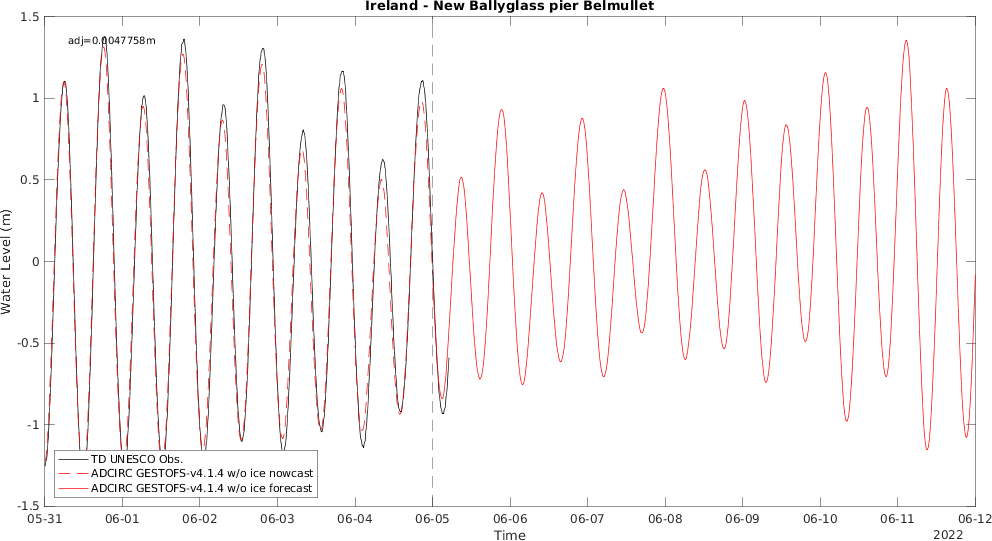 Ireland - New Ballyglass pier Belmullet
adj=0.0047758m
1.5
1
0.5
0
-0.5
-1
-1.5
Water Level (m)
TD UNESCO Obs.
ADCIRC GESTOFS-v4.1.4 w/o ice nowcast
ADCIRC GESTOFS-v4.1.4 w/o ice forecast
05-31 06-01 06-02 06-03 06-04 06-05 06-06 06-07 06-08 06-09 06-10 06-11 06-12
Time
2022